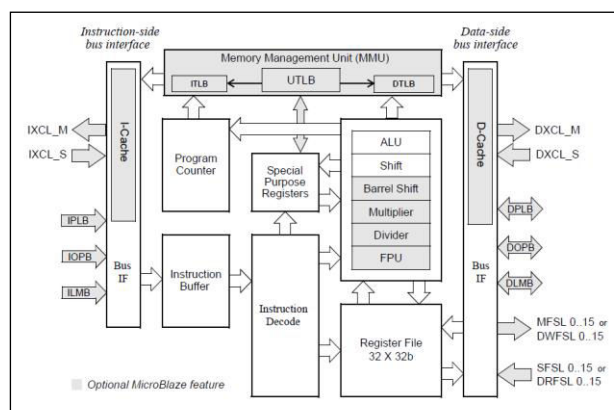 Instruction-side
bus interface
Data-side
bus interface
Memory Management Unit (MMU)
ITLB
UTLB
DTLB
I-Cache
D-Cache
IXCL_M
IXCL_S
DXCL_M
DXCL_S
Program
Counter
Special
Purpose
Registers
ALU
Shift
Barrel Shift
Multiplier
Divider
FPU
IPLB
IOPB
ILMB
Bus
IF
Instruction
Buffer
Instruction
Decode
Register File
32 X 32b
Bus
IF
DPLB
DOPB
DLMB
MFSL 0..15 or
DWFSL 0..15
SFSL 0..15 or
DRFSL 0..15
Optional MicroBlaze feature